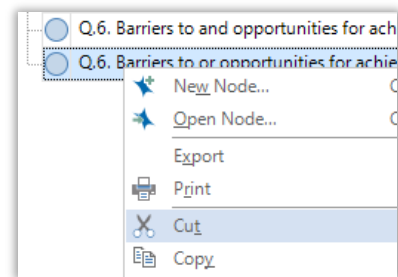 Q.6. Barriers to and opportunities for ach
Q.6. Barriers to or opportunities for achie
New Node...
Open Node...
Export
Print
Cut
Copy